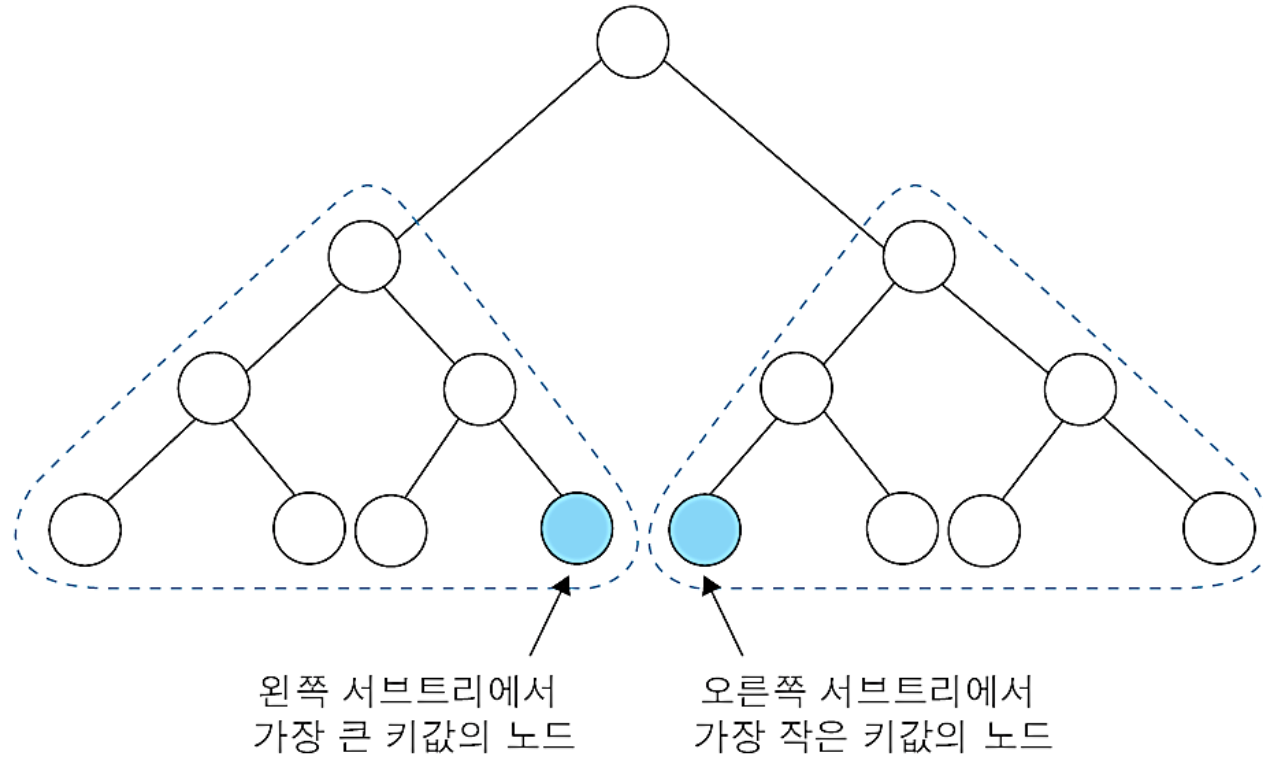 왼쪽 서브트리에서
가장 큰 키값의 노드
오른쪽 서브트리에서
가장 작은 키값의 노드